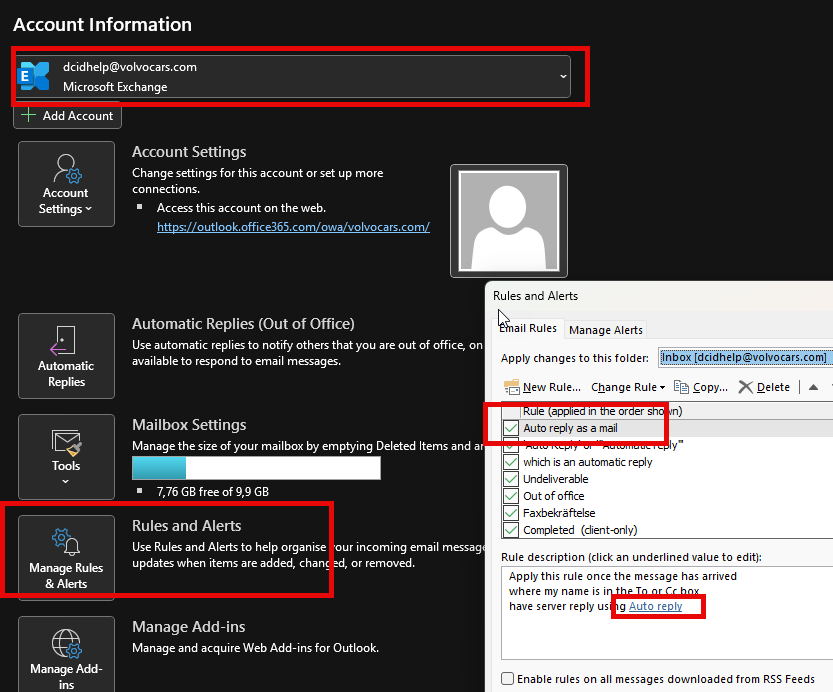 Account Information
E
dcidhelp@volvocars.com
Microsoft Exchange
Add Account
Account
Settings
Account Settings
Change settings for this account or set up more
connections.
Access this account on the web.
https://outlook.office365.com/owa/volvocars.com/
Automatic
Replies
Automatic Replies (Out of Office)
Use automatic replies to notify others that you are out of office, on
available to respond to email messages.
Tools
Mailbox Settings
Manage the size of your mailbox by emptying Deleted Items and ar
7,76 GB free of 9,9 GB
Manage Rules
& Alerts
Rules and Alerts
Use Rules and Alerts to help organise your incoming email message
updates when items are added, changed, or removed.
Manage Add-
ins
Manage Add-ins
Manage and acquire Web Add-ins for Outlook.
Rules and Alerts
Email Rules
Manage Alerts
Apply changes to this folder:
Inbox [dcidhelp@volvocars.com]
New Rule...
Change Rule
Copy...
Delete
Rule (applied in the order shown)
Auto reply as a mail
'Auto Reply' or 'Automatic reply'
which is an automatic reply
Undeliverable
Out of office
Faxbekräftelse
Completed (client-only)
Rule description (click an underlined value to edit):
Apply this rule once the message has arrived
where my name is in the To or Cc box
have server reply using Auto reply
Enable rules on all messages downloaded from RSS Feeds